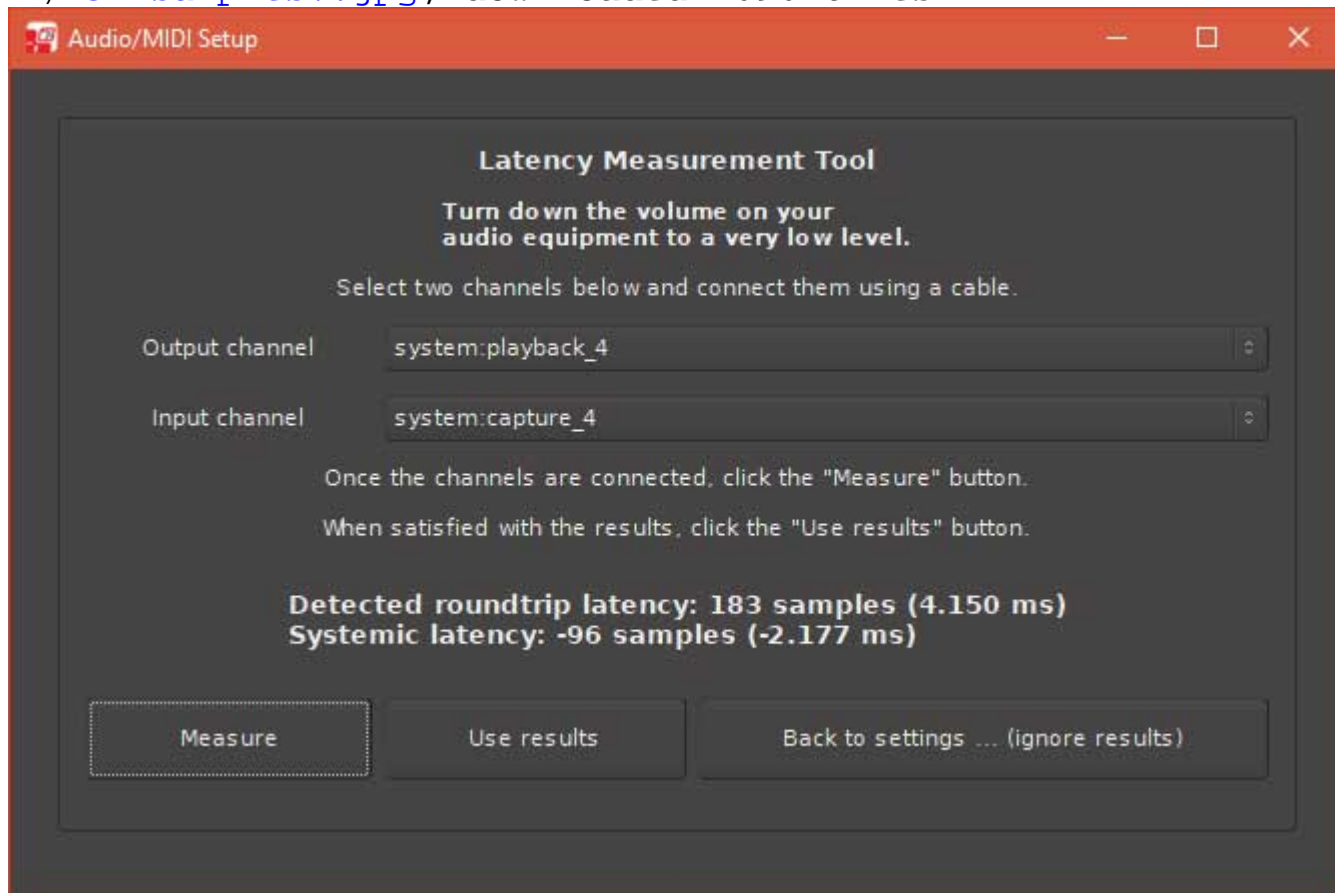 Audio/MIDI Setup
Latency Measurement Tool
Turn down the volume on your
audio equipment to a very low level.
Select two channels below and connect them using a cable.
Output channel system:playback_4
Input channel system:capture_4
Once the channels are connected, click the "Measure" button.
When satisfied with the results, click the "Use results" button.
Detected roundtrip latency: 183 samples (4.150 ms)
Systemic latency: -96 samples (-2.177 ms)
Measure Use results Back to settings ... (ignore results)